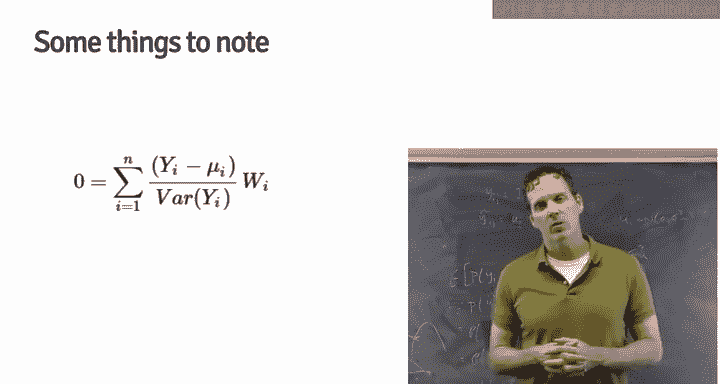 Some things to note
0 = \sum_{i=1}^{n} \frac{(Y_i - \mu_i)}{Var(Y_i)} W_i